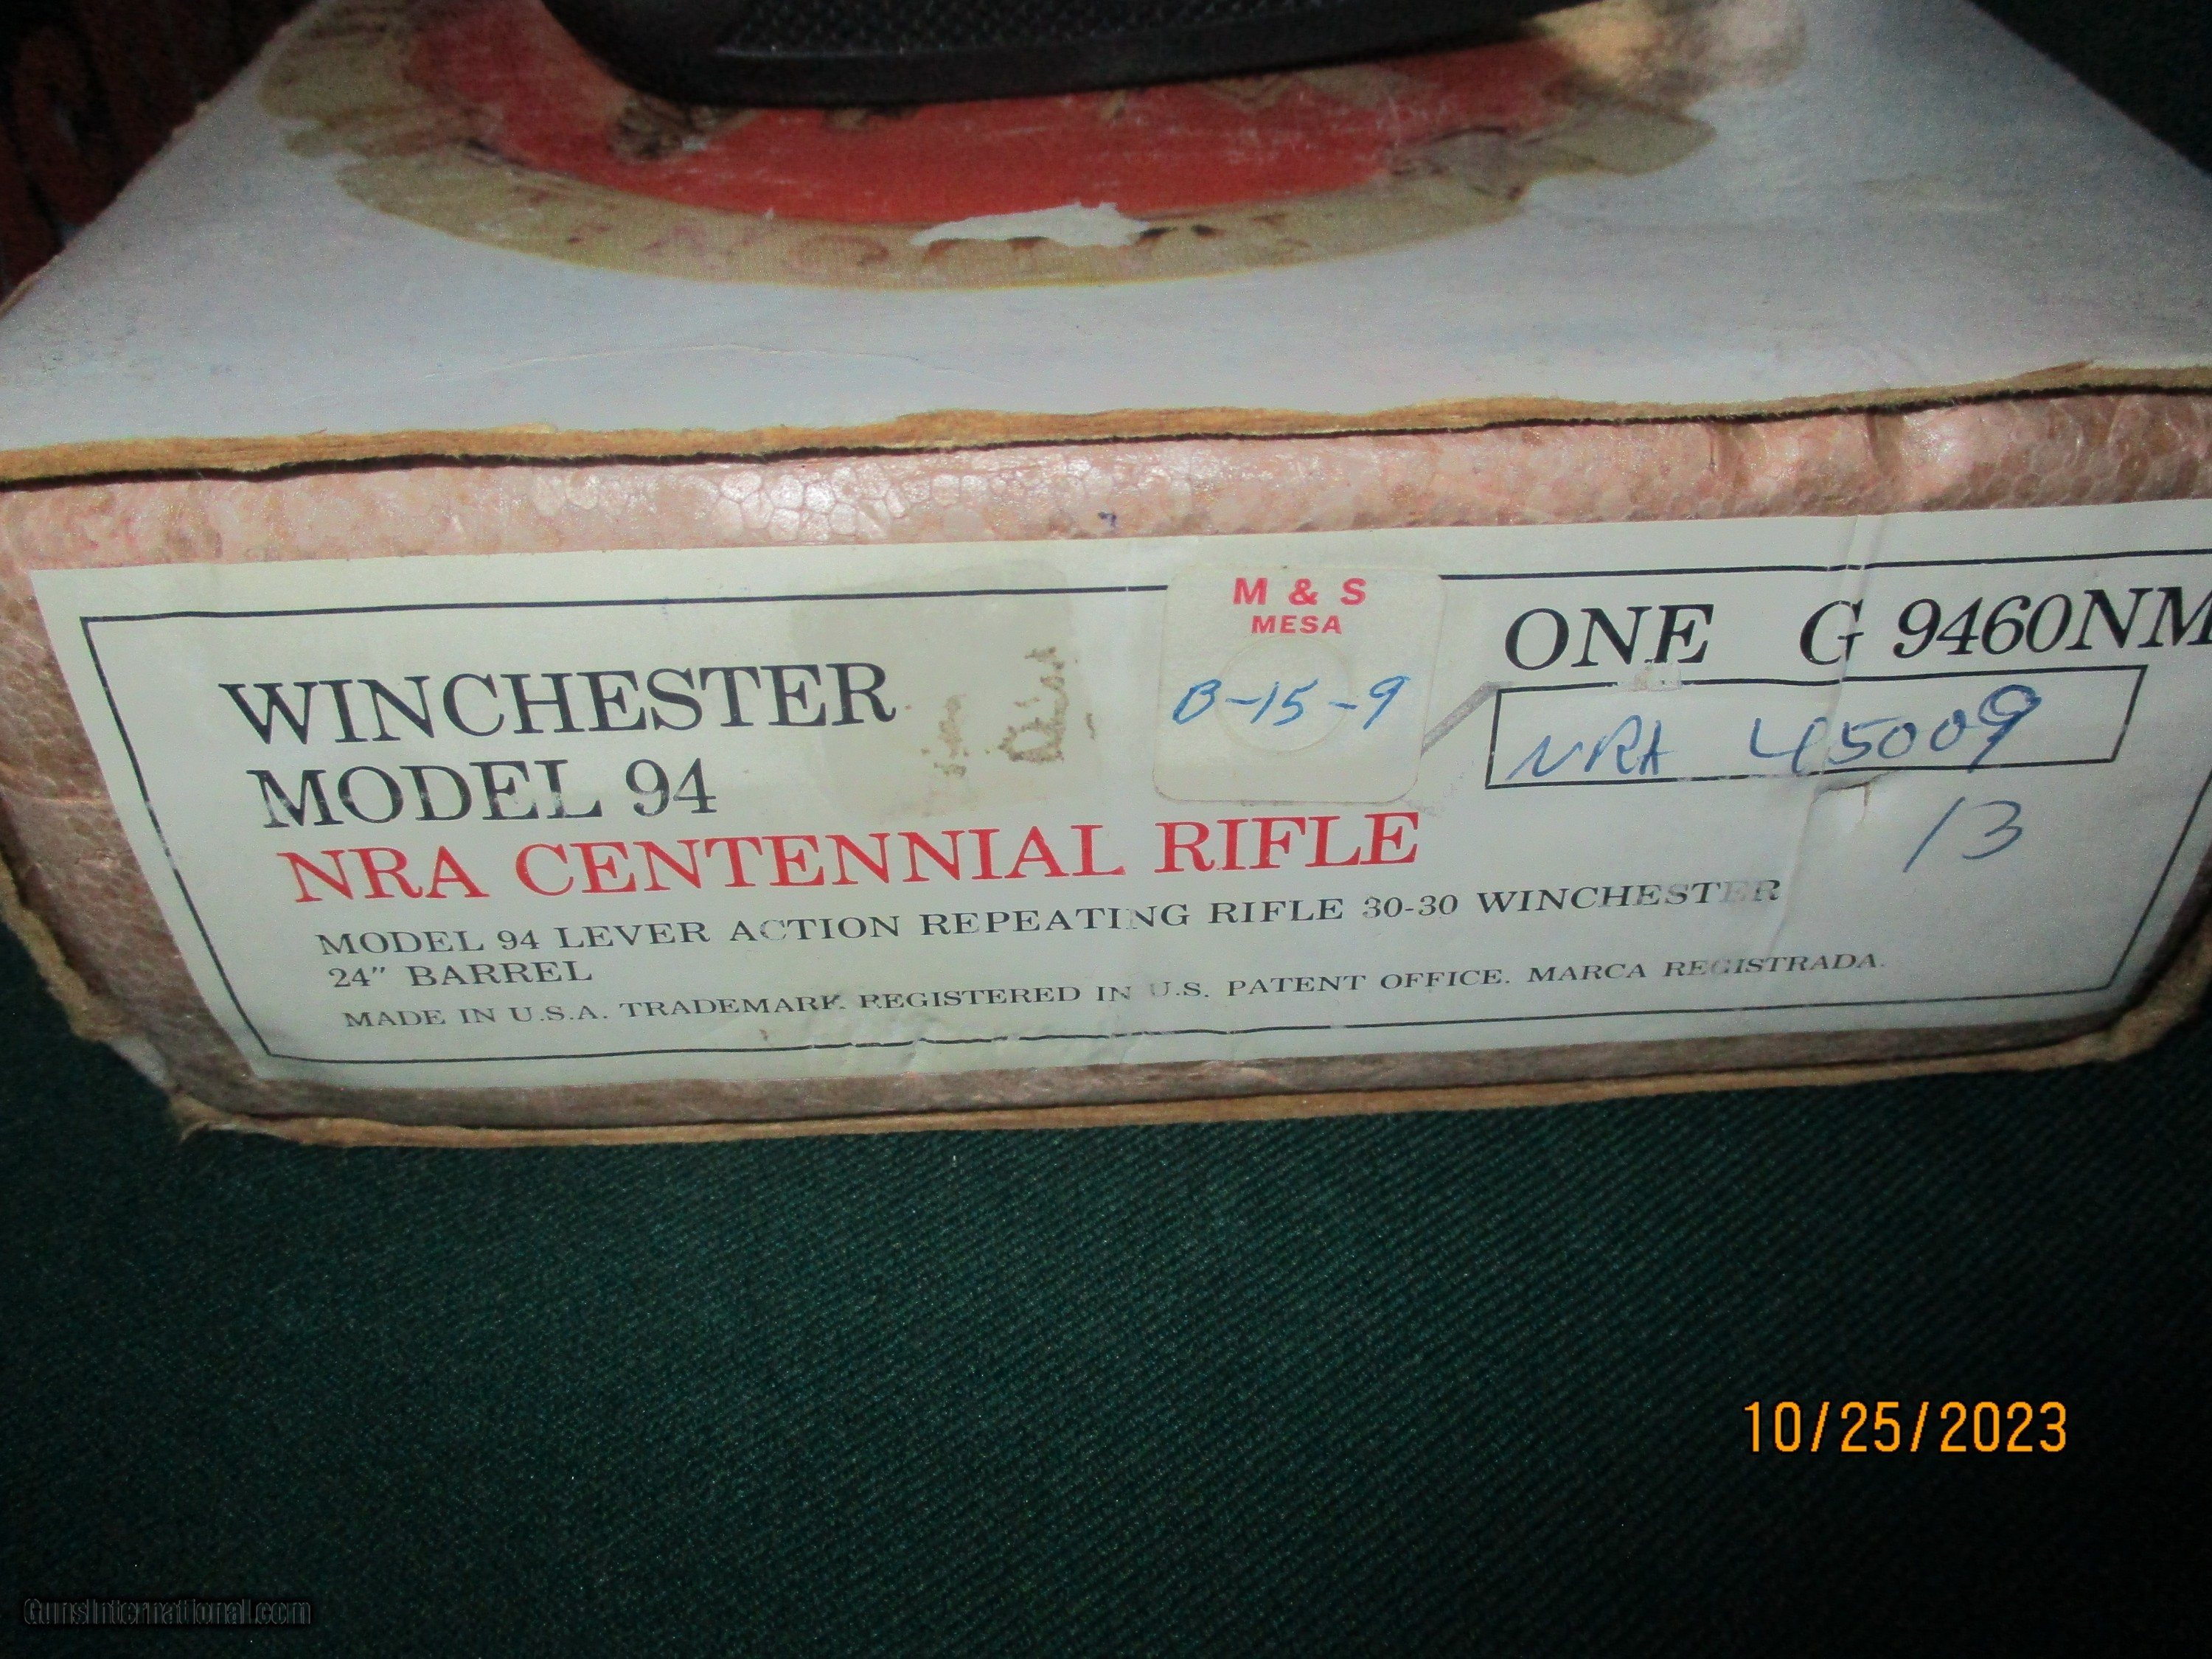 M & S
MESA
B-15-9
ONE G 9460NM
NRA 45009
13
WINCHESTER
MODEL 94
NRA CENTENNIAL RIFLE
MODEL 94 LEVER ACTION REPEATING RIFLE 30-30 WINCHESTER
24" BARREL
MADE IN U.S.A. TRADEMARK REGISTERED IN U.S. PATENT OFFICE. MARCA REGISTRADA.
10/25/2023
GunsInternational.com